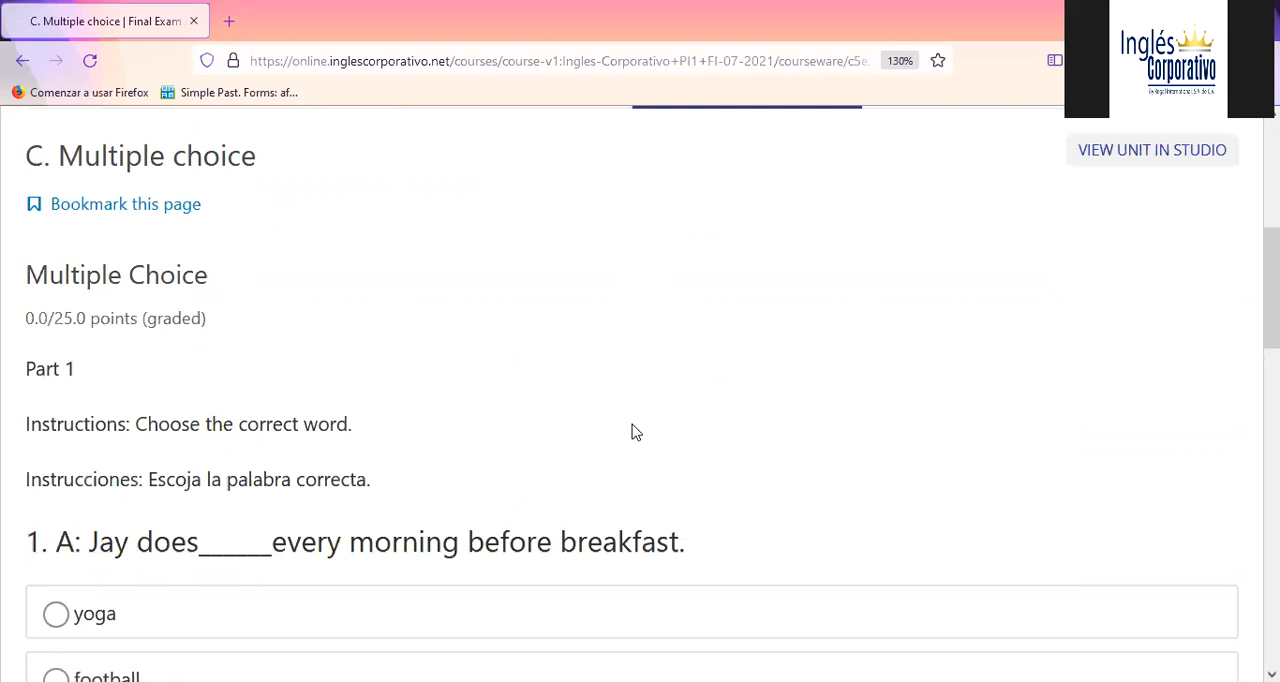 C. Multiple choice | Final Exam
https://online.inglescorporativo.net/courses/course-v1:Ingles-Corporativo+PI1+FI-07-2021/courseware/c5e
130%
Comenzar a usar Firefox
Simple Past. Forms: af...
Inglés
Corporativo
C. Multiple choice
VIEW UNIT IN STUDIO
Bookmark this page
Multiple Choice
0.0/25.0 points (graded)
Part 1
Instructions: Choose the correct word.
Instrucciones: Escoja la palabra correcta.
1. A: Jay does______every morning before breakfast.
yoga
football